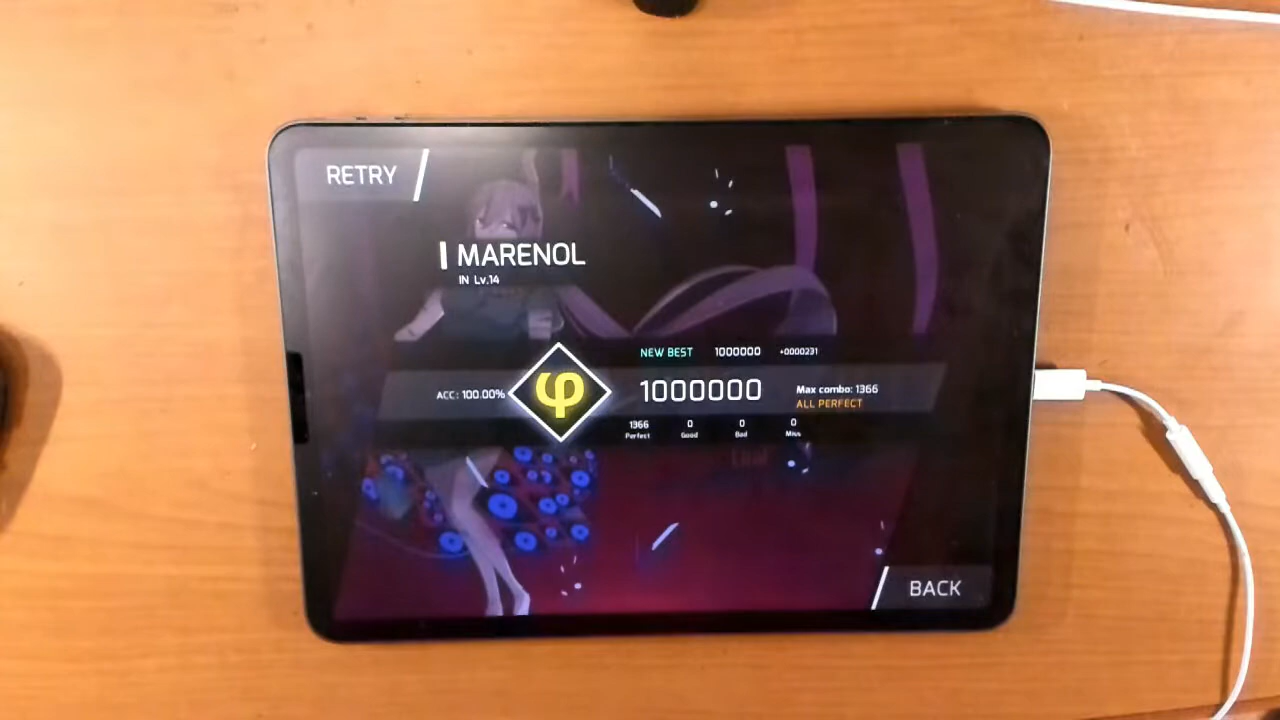 RETRY
MARENOL
IN Lv.14
NEW BEST 1000000 +0000231
ACC: 100.00% φ 1000000 Max combo: 1366
ALL PERFECT
1366 0 0 0
Perfect Good Bad Miss
BACK